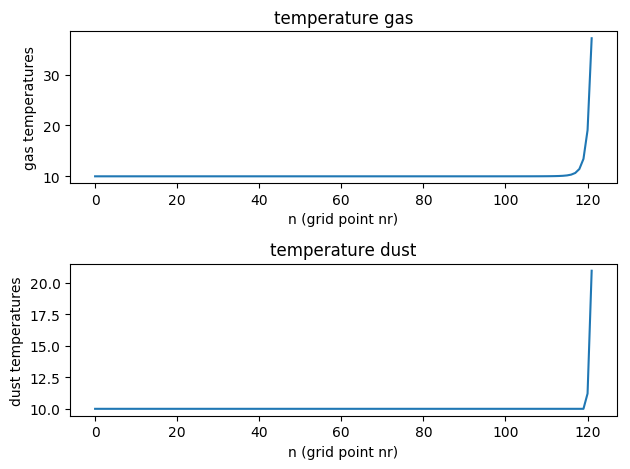 temperature gas
gas temperatures
30
20
10
0 20 40 60 80 100 120
n (grid point nr)
temperature dust
dust temperatures
20.0
17.5
15.0
12.5
10.0
0 20 40 60 80 100 120
n (grid point nr)